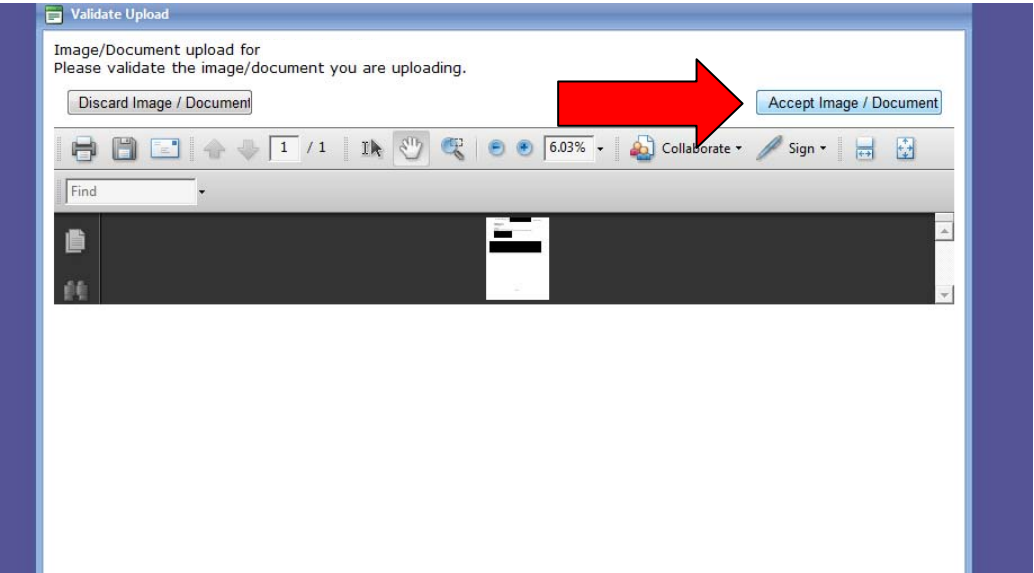 Validate Upload
Image/Document upload for
Please validate the image/document you are uploading.
Discard Image / Document
Accept Image / Document
1 / 1
6.03%
Collaborate
Sign
Find